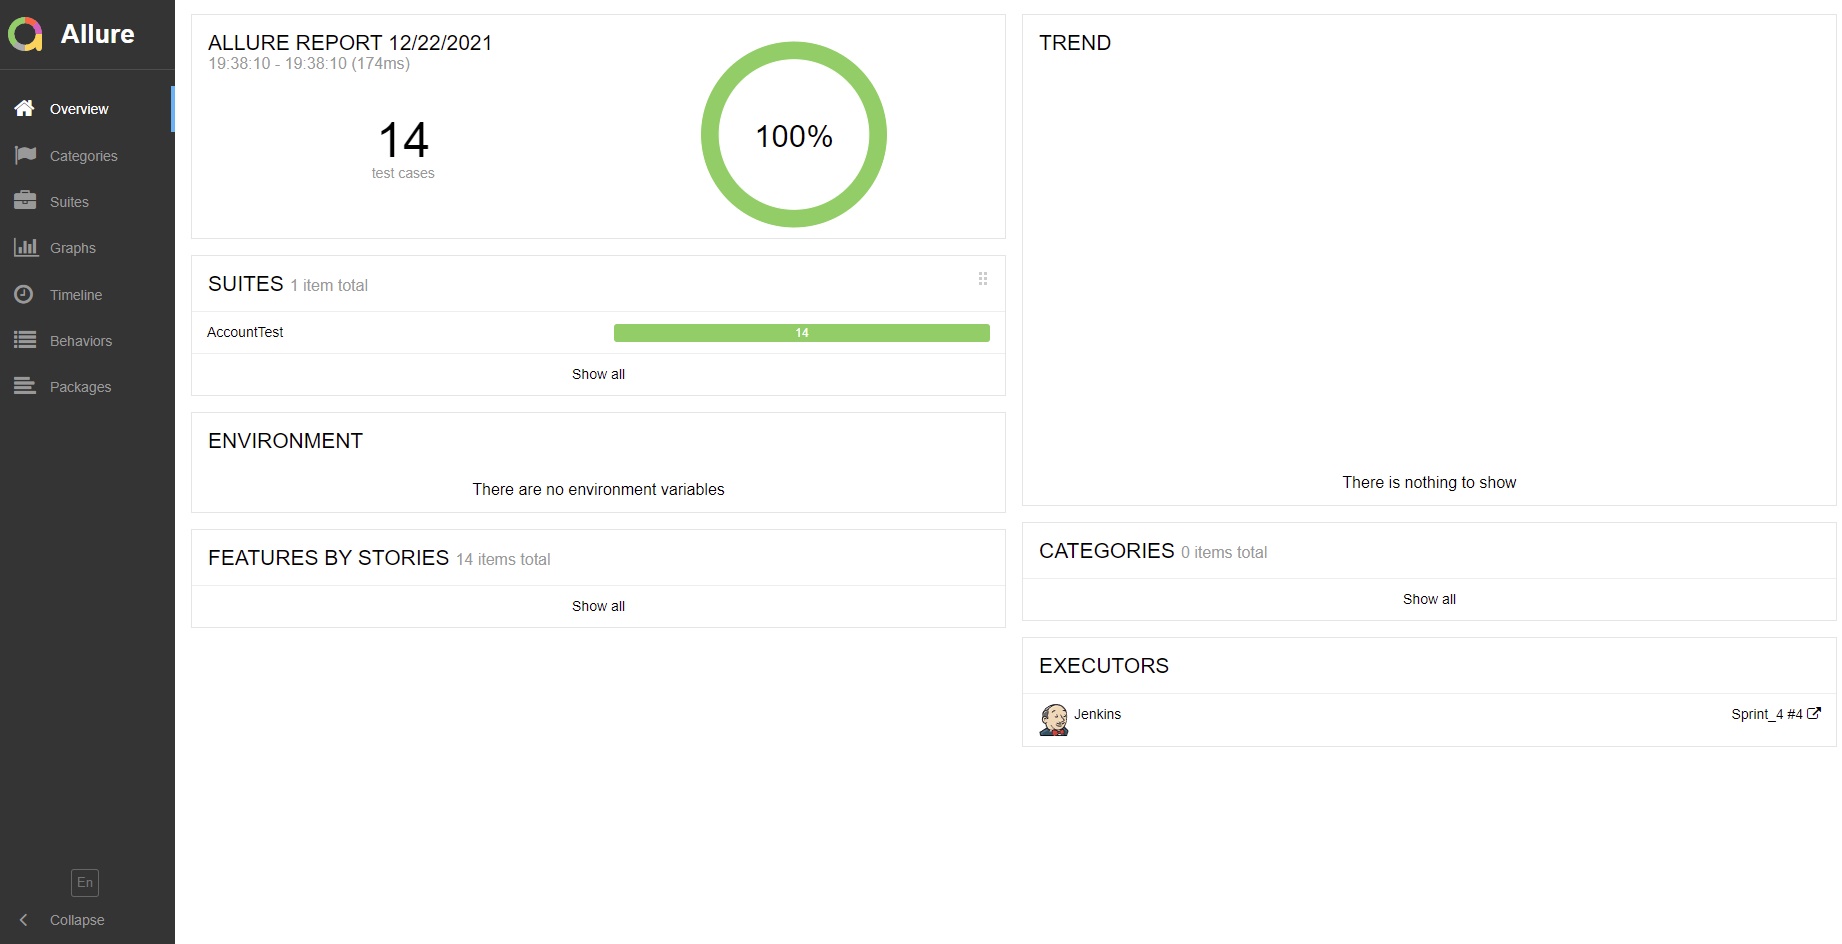 Allure
Overview
Categories
Suites
Graphs
Timeline
Behaviors
Packages
En
Collapse
ALLURE REPORT 12/22/2021
19:38:10 - 19:38:10 (174ms)
14
test cases
100%
SUITES 1 item total
AccountTest 14
Show all
ENVIRONMENT
There are no environment variables
FEATURES BY STORIES 14 items total
Show all
TREND
There is nothing to show
CATEGORIES 0 items total
Show all
EXECUTORS
Jenkins Sprint_4 #4